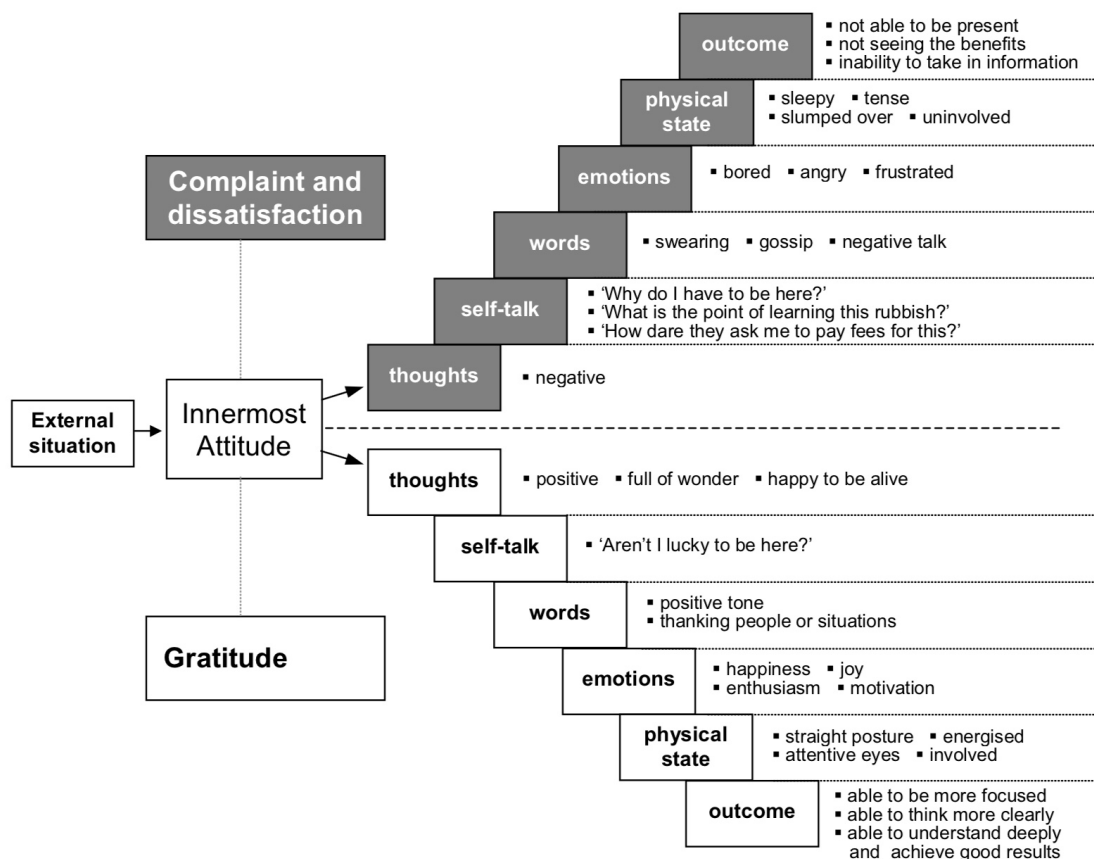 outcome
▪ not able to be present
▪ not seeing the benefits
▪ inability to take in information
physical
state
▪ sleepy ▪ tense
▪ slumped over ▪ uninvolved
Complaint and
dissatisfaction
emotions
▪ bored ▪ angry ▪ frustrated
words
▪ swearing ▪ gossip ▪ negative talk
self-talk
▪ ‘Why do I have to be here?’
▪ ‘What is the point of learning this rubbish?’
▪ ‘How dare they ask me to pay fees for this?’
thoughts
▪ negative
External
situation
Innermost
Attitude
thoughts
▪ positive ▪ full of wonder ▪ happy to be alive
self-talk
▪ ‘Aren’t I lucky to be here?’
words
▪ positive tone
▪ thanking people or situations
Gratitude
emotions
▪ happiness ▪ joy
▪ enthusiasm ▪ motivation
physical
state
▪ straight posture ▪ energised
▪ attentive eyes ▪ involved
outcome
▪ able to be more focused
▪ able to think more clearly
▪ able to understand deeply
and achieve good results